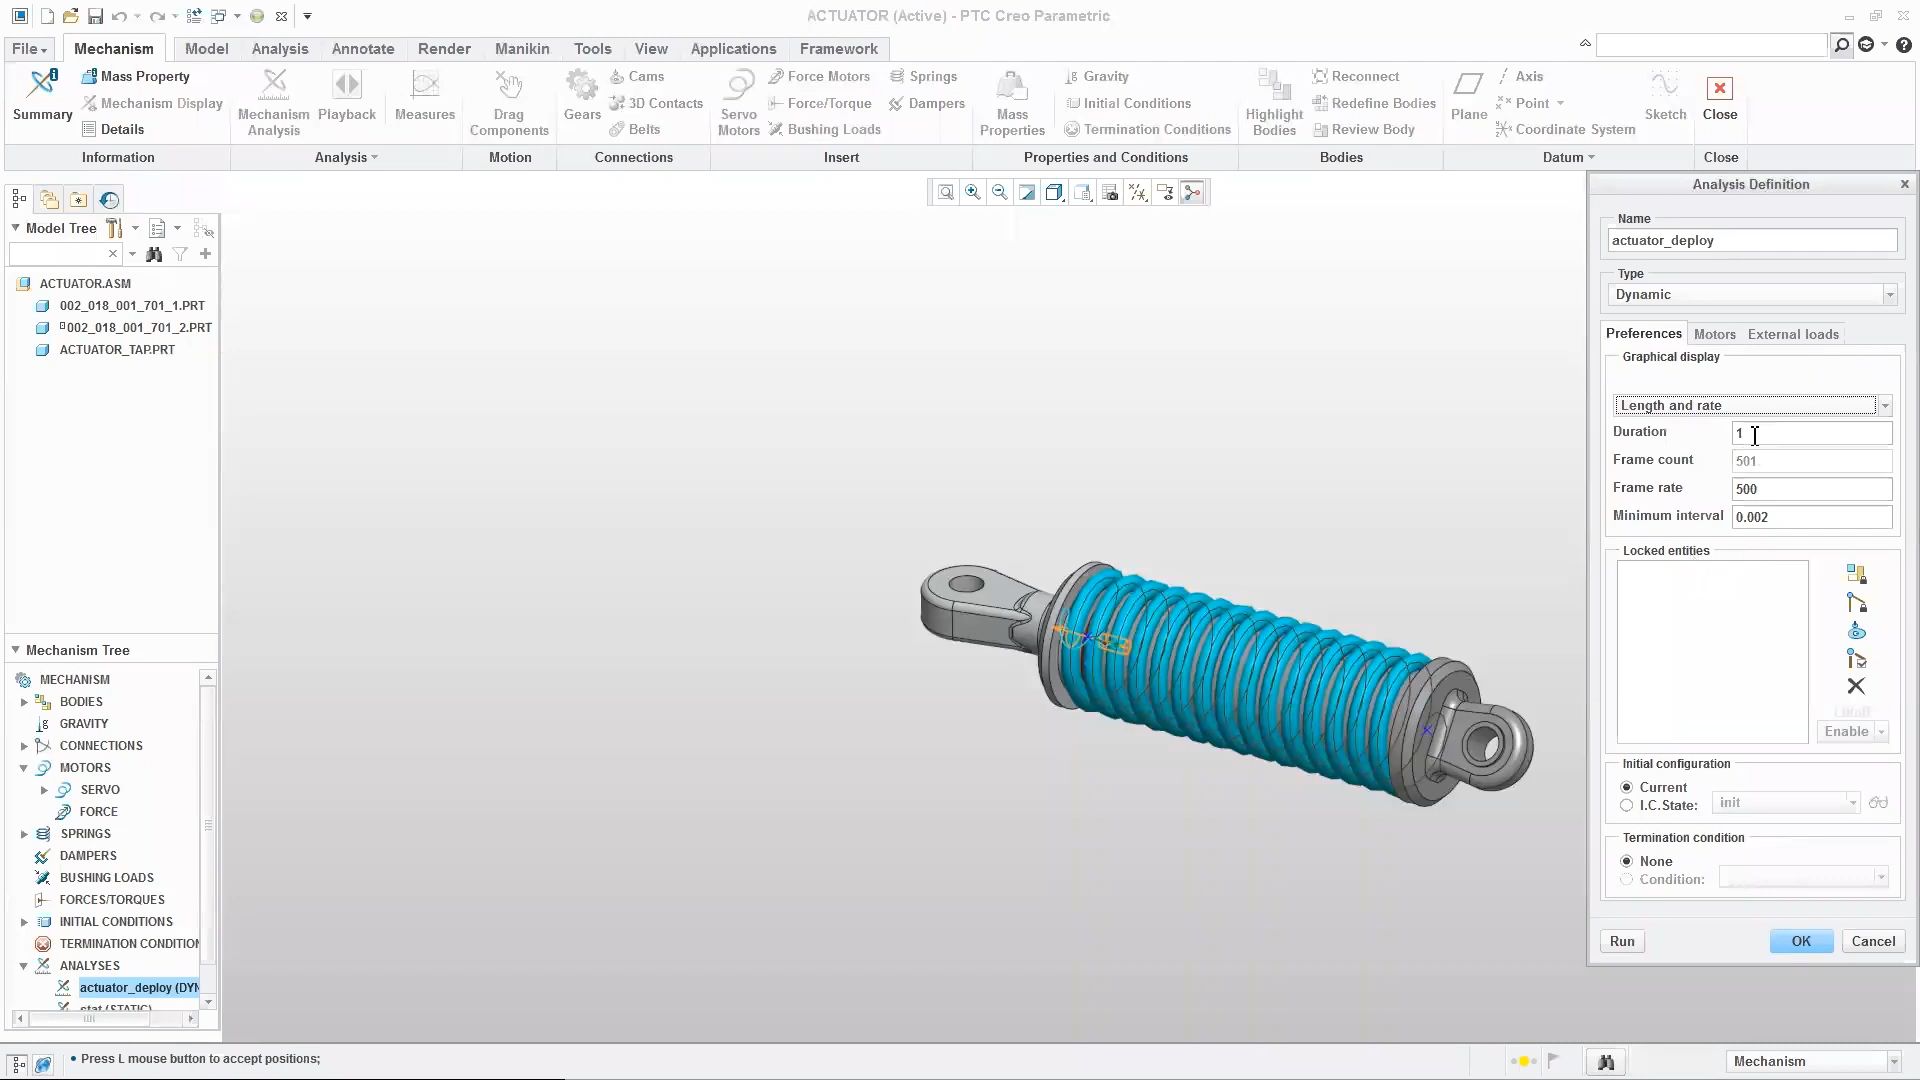 ACTUATOR (Active) - PTC Creo Parametric
File Mechanism Model Analysis Annotate Render Manikin Tools View Applications Framework
Summary
Mass Property
Mechanism Display
Details
Information
Mechanism Analysis
Playback
Measures
Analysis
Drag Components
Motion
Gears
Cams
3D Contacts
Belts
Connections
Servo Motors
Force Motors
Force/Torque
Bushing Loads
Springs
Dampers
Insert
Mass Properties
Gravity
Initial Conditions
Termination Conditions
Properties and Conditions
Highlight Bodies
Reconnect
Redefine Bodies
Review Body
Bodies
Plane
Axis
Point
Coordinate System
Sketch
Datum
Close
Close
Model Tree
ACTUATOR.ASM
002_018_001_701_1.PRT
002_018_001_701_2.PRT
ACTUATOR_TAP.PRT
Mechanism Tree
MECHANISM
BODIES
GRAVITY
CONNECTIONS
MOTORS
SERVO
FORCE
SPRINGS
DAMPERS
BUSHING LOADS
FORCES/TORQUES
INITIAL CONDITIONS
TERMINATION CONDITION
ANALYSES
actuator_deploy (DYN
stat (STATIC)
Analysis Definition
Name
actuator_deploy
Type
Dynamic
Preferences Motors External loads
Graphical display
Length and rate
Duration 1
Frame count 501
Frame rate 500
Minimum interval 0.002
Locked entities
Enable
Initial configuration
Current
I.C.State: init
Termination condition
None
Condition:
Run OK Cancel
Press L mouse button to accept positions;
Mechanism